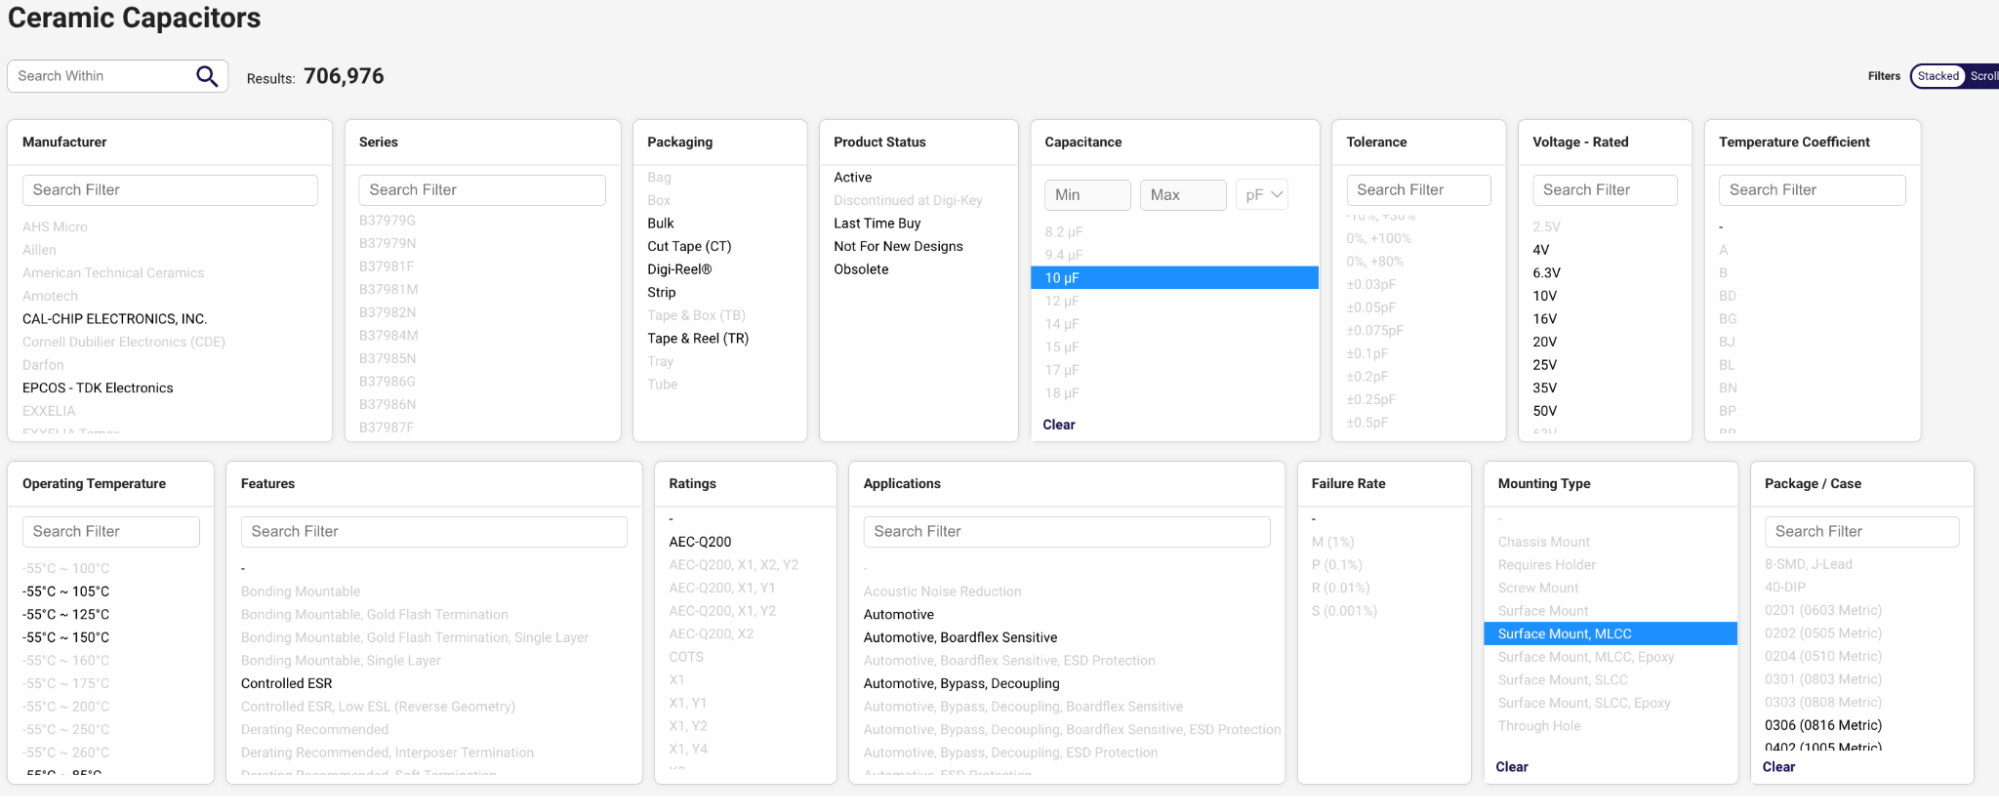 Ceramic Capacitors
Search Within
Results: 706,976
Filters
Stacked
Scroll
Manufacturer
Search Filter
AHS Micro
Aillen
American Technical Ceramics
Amotech
CAL-CHIP ELECTRONICS, INC.
Cornell Dubilier Electronics (CDE)
Darfon
EPCOS - TDK Electronics
EXXELIA
EXXELIA Temex
Series
Search Filter
B37979G
B37979N
B37981F
B37981M
B37982N
B37984M
B37985N
B37986G
B37986N
B37987F
Packaging
Bag
Box
Bulk
Cut Tape (CT)
Digi-Reel®
Strip
Tape & Box (TB)
Tape & Reel (TR)
Tray
Tube
Product Status
Active
Discontinued at Digi-Key
Last Time Buy
Not For New Designs
Obsolete
Capacitance
Min
Max
pF
8.2 µF
9.4 µF
10 µF
12 µF
14 µF
15 µF
17 µF
18 µF
Clear
Tolerance
Search Filter
-10%, +30%
0%, +100%
0%, +80%
±0.03pF
±0.05pF
±0.075pF
±0.1pF
±0.2pF
±0.25pF
±0.5pF
Voltage - Rated
Search Filter
2.5V
4V
6.3V
10V
16V
20V
25V
35V
50V
63V
Temperature Coefficient
Search Filter
-
A
B
BD
BG
BJ
BL
BN
BP
Operating Temperature
Search Filter
-55°C ~ 100°C
-55°C ~ 105°C
-55°C ~ 125°C
-55°C ~ 150°C
-55°C ~ 160°C
-55°C ~ 175°C
-55°C ~ 200°C
-55°C ~ 250°C
-55°C ~ 260°C
-55°C ~ 85°C
Features
Search Filter
-
Bonding Mountable
Bonding Mountable, Gold Flash Termination
Bonding Mountable, Gold Flash Termination, Single Layer
Bonding Mountable, Single Layer
Controlled ESR
Controlled ESR, Low ESL (Reverse Geometry)
Derating Recommended
Derating Recommended, Interposer Termination
Derating Recommended, Soft Termination
Ratings
-
AEC-Q200
AEC-Q200, X1, X2, Y2
AEC-Q200, X1, Y1
AEC-Q200, X1, Y2
AEC-Q200, X2
COTS
X1
X1, Y1
X1, Y2
X1, Y4
Applications
Search Filter
-
Acoustic Noise Reduction
Automotive
Automotive, Boardflex Sensitive
Automotive, Boardflex Sensitive, ESD Protection
Automotive, Bypass, Decoupling
Automotive, Bypass, Decoupling, Boardflex Sensitive
Automotive, Bypass, Decoupling, Boardflex Sensitive, ESD Protection
Automotive, Bypass, Decoupling, ESD Protection
Automotive, ESD Protection
Failure Rate
-
M (1%)
P (0.1%)
R (0.01%)
S (0.001%)
Mounting Type
-
Chassis Mount
Requires Holder
Screw Mount
Surface Mount
Surface Mount, MLCC
Surface Mount, MLCC, Epoxy
Surface Mount, SLCC
Surface Mount, SLCC, Epoxy
Through Hole
Clear
Package / Case
Search Filter
8-SMD, J-Lead
40-DIP
0201 (0603 Metric)
0202 (0505 Metric)
0204 (0510 Metric)
0301 (0803 Metric)
0303 (0808 Metric)
0306 (0816 Metric)
0402 (1005 Metric)
Clear